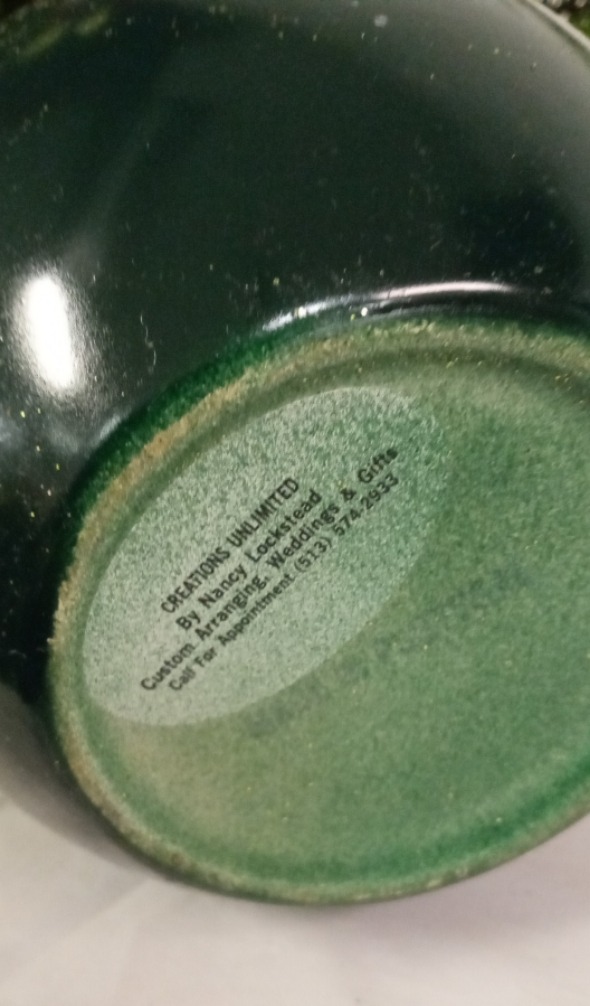 CREATIONS UNLIMITED
By Nancy Lockstead
Custom Arranging, Weddings & Gifts
Call For Appointment (513) 574-2933